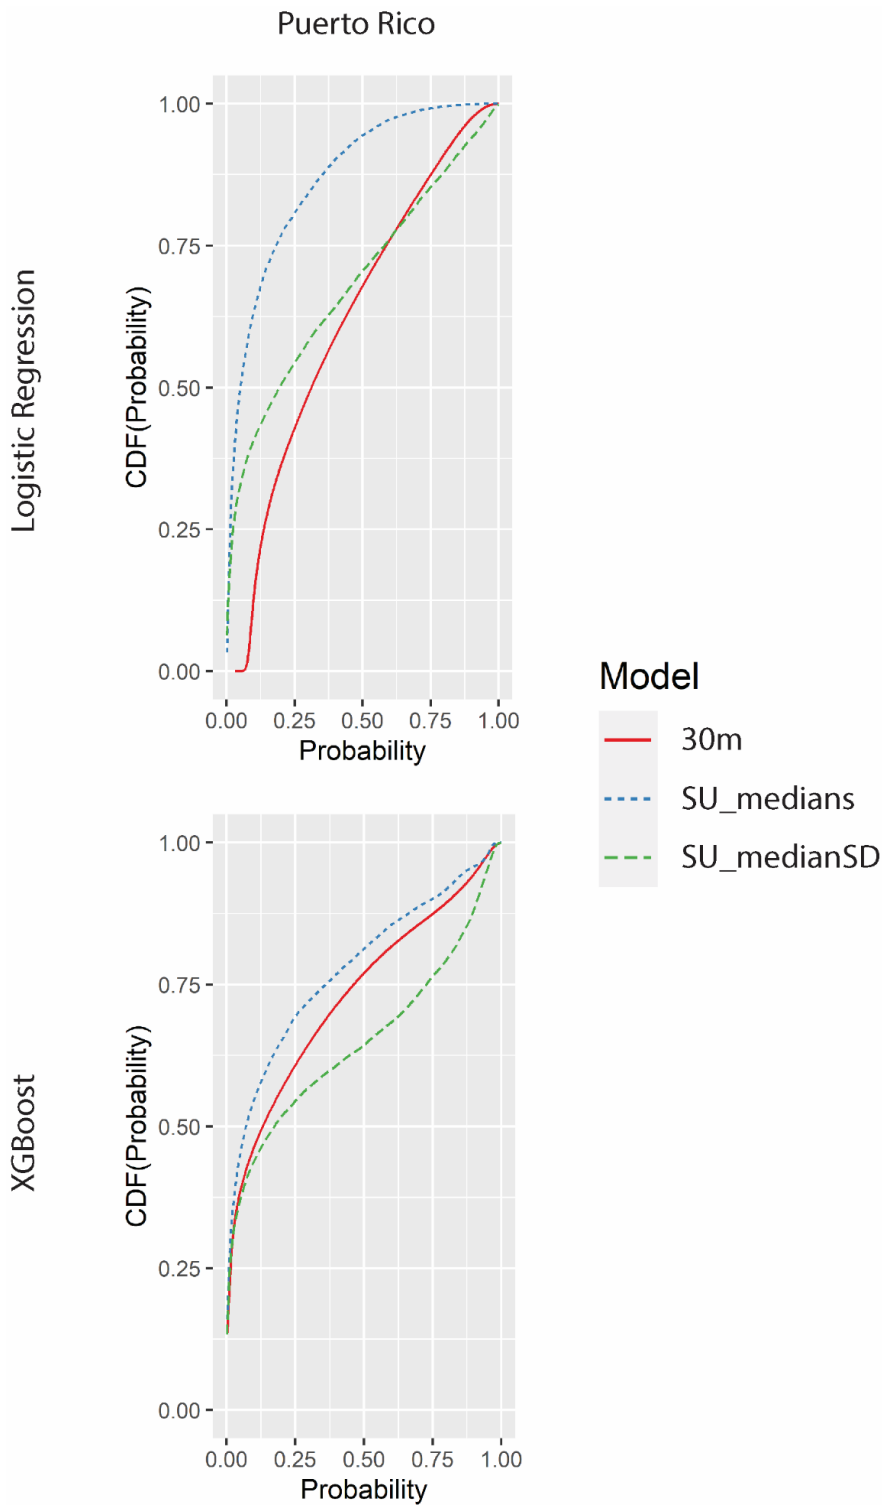 Puerto Rico
Logistic Regression
CDF(Probability)
1.00
0.75
0.50
0.25
0.00
0.00 0.25 0.50 0.75 1.00
Probability
Model
30m
SU_medians
SU_medianSD
XGBoost
CDF(Probability)
1.00
0.75
0.50
0.25
0.00
0.00 0.25 0.50 0.75 1.00
Probability